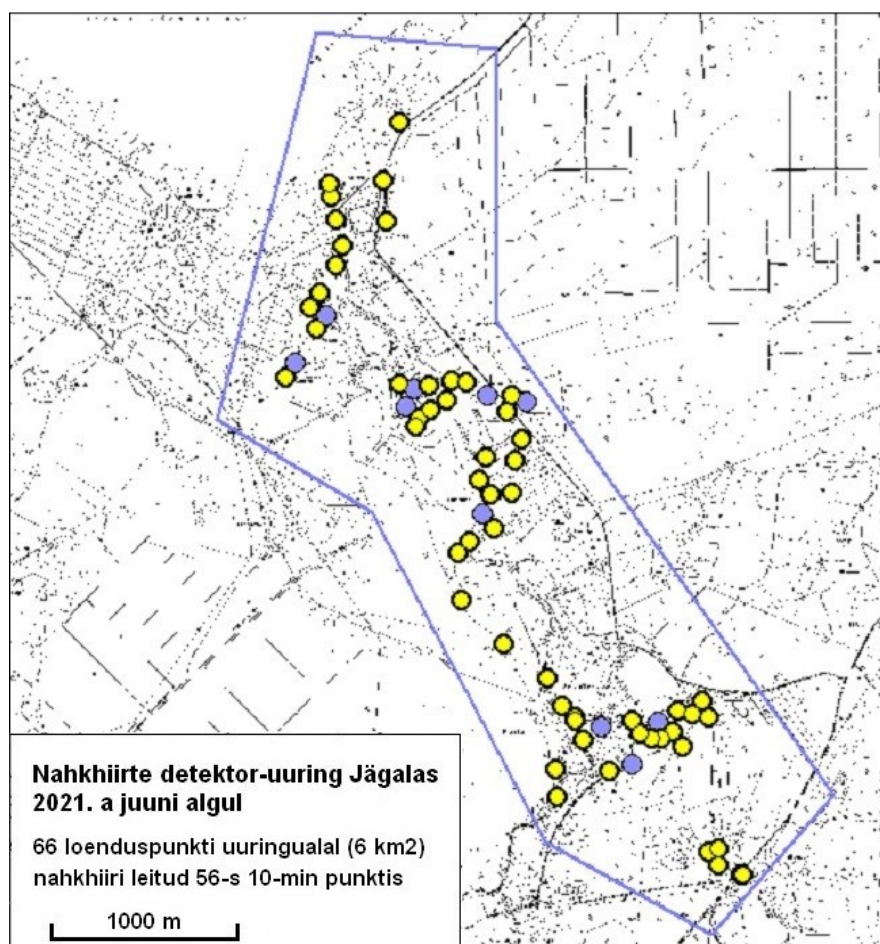 Nahkhiirte detektor-uuring Jägalas
2021. a juuni algul
66 loenduspunkti uuringualal (6 km2)
nahkhiiri leitud 56-s 10-min punktis
1000 m